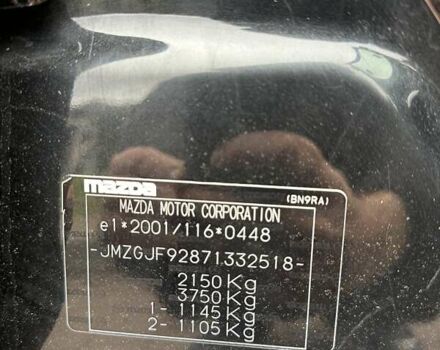 mazda
(BN9RA)
MAZDA MOTOR CORPORATION
e1*2001/116*0448
-JMZGJF92871332518-
2150Kg
3750Kg
1- 1145Kg
2- 1105Kg